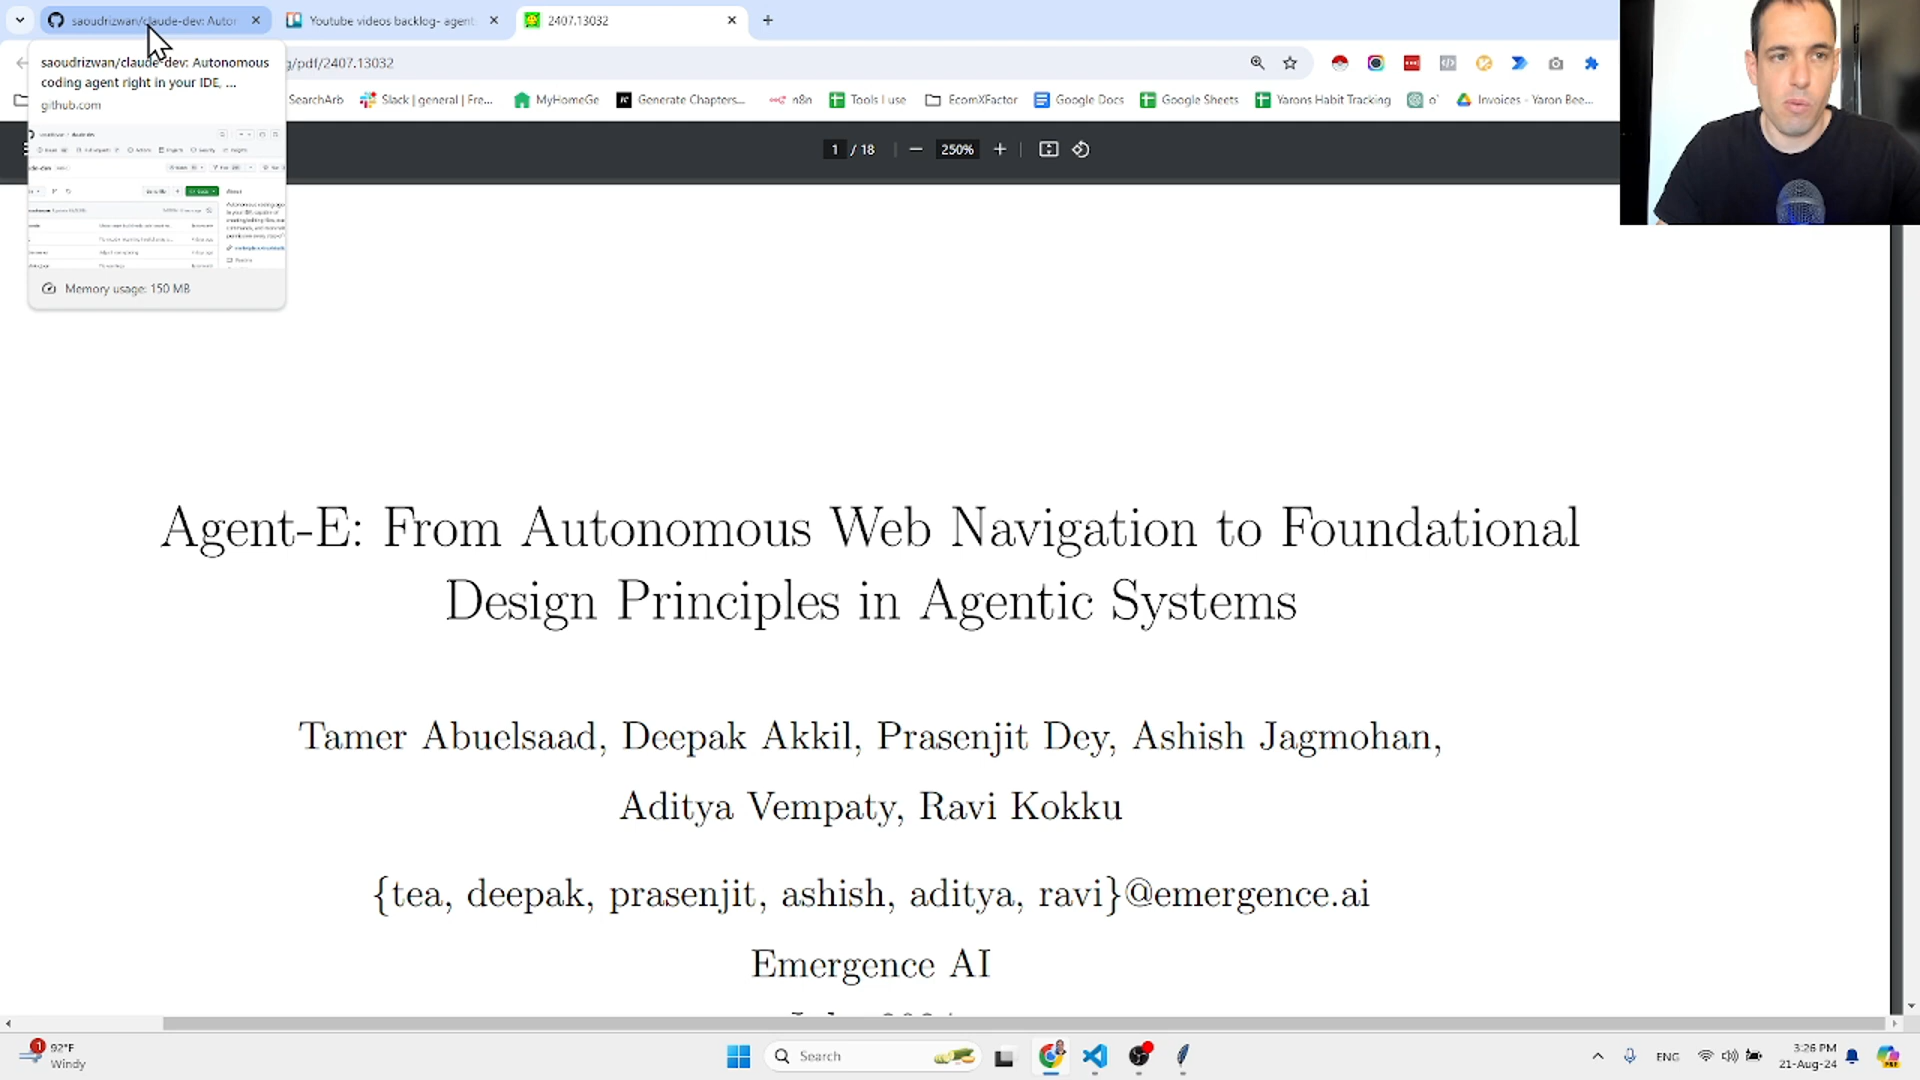 saoudrizwan/claude-dev: Autor
Youtube videos backlog- agent
2407.13032
saoudrizwan/claude-dev: Autonomous
coding agent right in your IDE, ...
github.com
Memory usage: 150 MB
g/pdf/2407.13032
SearchArb
Slack | general | Fre...
MyHomeGe
Generate Chapters...
n8n
Tools I use
EcomXFactor
Google Docs
Google Sheets
Yarons Habit Tracking
Invoices - Yaron Bee...
1 / 18
250%
Agent-E: From Autonomous Web Navigation to Foundational
Design Principles in Agentic Systems
Tamer Abuelsaad, Deepak Akkil, Prasenjit Dey, Ashish Jagmohan,
Aditya Vempaty, Ravi Kokku
{tea, deepak, prasenjit, ashish, aditya, ravi}@emergence.ai
Emergence AI
1
92°F
Windy
Search
ENG
3:26 PM
21-Aug-24